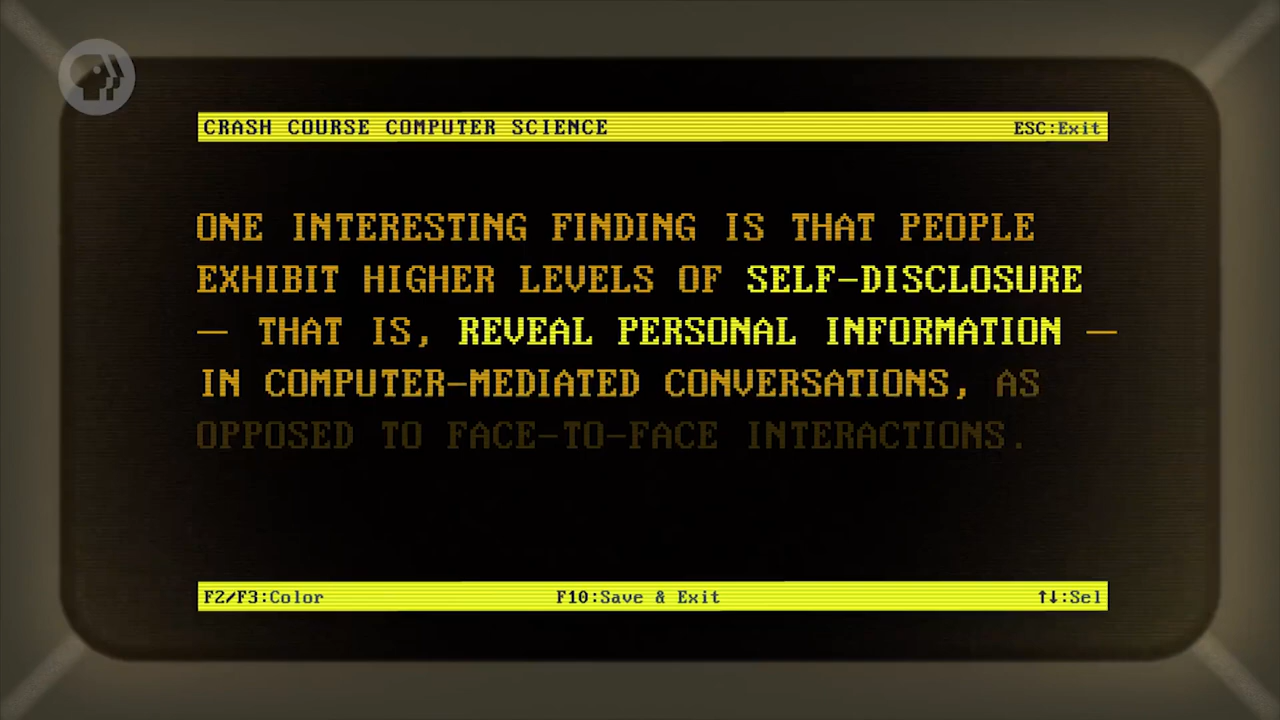 CRASH COURSE COMPUTER SCIENCE ESC:Exit
ONE INTERESTING FINDING IS THAT PEOPLE
EXHIBIT HIGHER LEVELS OF SELF-DISCLOSURE
— THAT IS, REVEAL PERSONAL INFORMATION —
IN COMPUTER-MEDIATED CONVERSATIONS, AS
OPPOSED TO FACE-TO-FACE INTERACTIONS.
F2/F3:Color F10:Save & Exit ↑↓:Sel